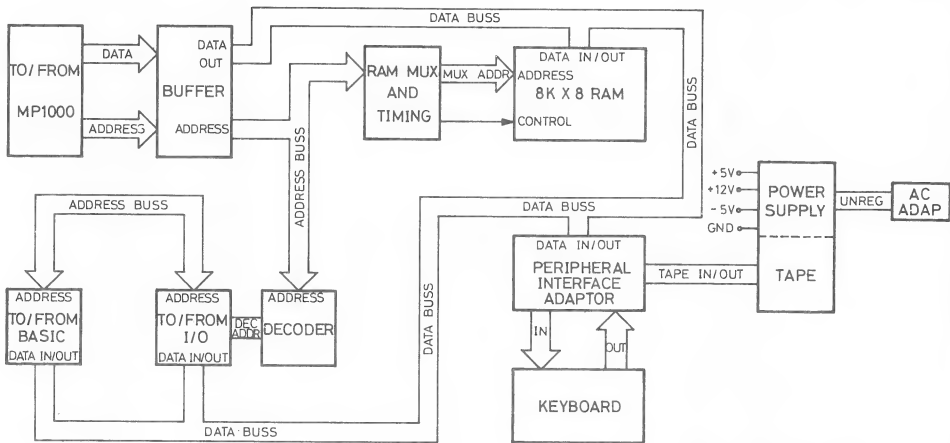 TO/FROM
MP1000
DATA
ADDRESS
BUFFER
DATA
OUT
ADDRESS
DATA BUSS
RAM MUX
AND
TIMING
MUX ADDR
DATA IN/OUT
ADDRESS
8K X 8 RAM
CONTROL
DATA BUSS
ADDRESS BUSS
ADDRESS BUSS
DATA BUSS
+5V
+12V
-5V
GND
POWER
SUPPLY
TAPE
UNREG
AC
ADAP
DATA IN/OUT
PERIPHERAL
INTERFACE
ADAPTOR
TAPE IN/OUT
ADDRESS
TO/FROM
BASIC
DATA IN/OUT
ADDRESS
TO/FROM
I/O
DATA IN/OUT
DEC
ADDR
ADDRESS
DECODER
DATA BUSS
IN
OUT
KEYBOARD
DATA BUSS